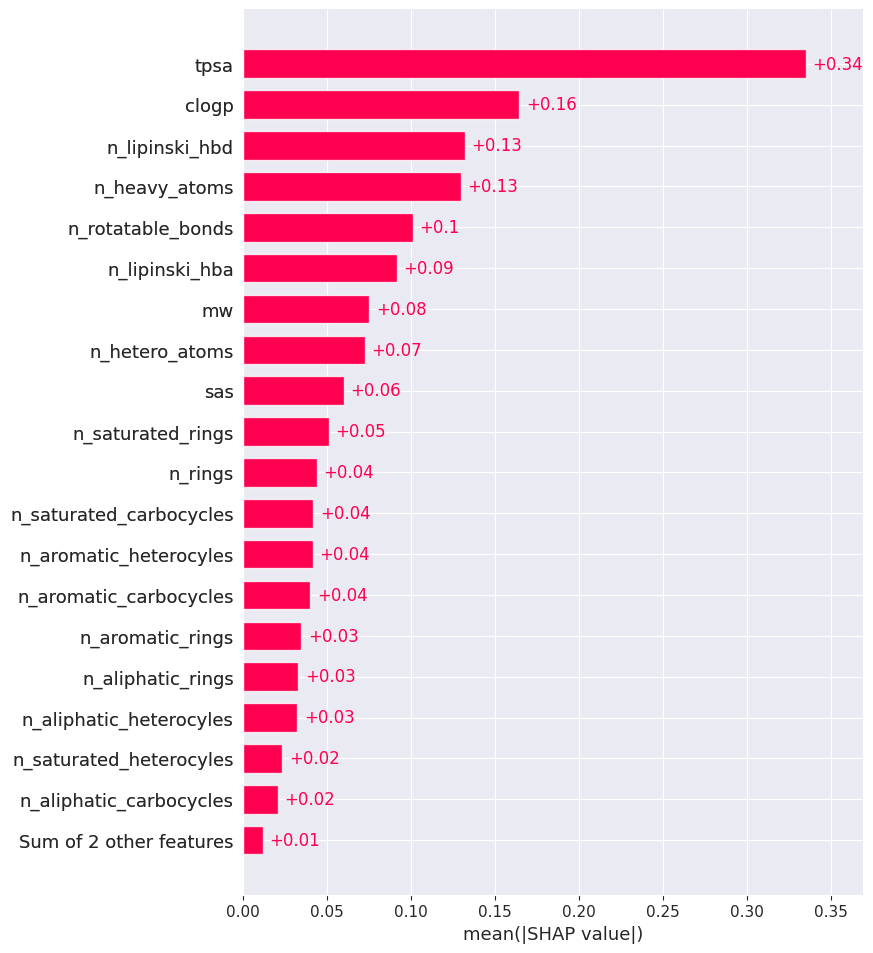 tpsa +0.34
clogp +0.16
n_lipinski_hbd +0.13
n_heavy_atoms +0.13
n_rotatable_bonds +0.1
n_lipinski_hba +0.09
mw +0.08
n_hetero_atoms +0.07
sas +0.06
n_saturated_rings +0.05
n_rings +0.04
n_saturated_carbocycles +0.04
n_aromatic_heterocyles +0.04
n_aromatic_carbocycles +0.04
n_aromatic_rings +0.03
n_aliphatic_rings +0.03
n_aliphatic_heterocyles +0.03
n_saturated_heterocyles +0.02
n_aliphatic_carbocycles +0.02
Sum of 2 other features +0.01
0.00 0.05 0.10 0.15 0.20 0.25 0.30 0.35
mean(|SHAP value|)